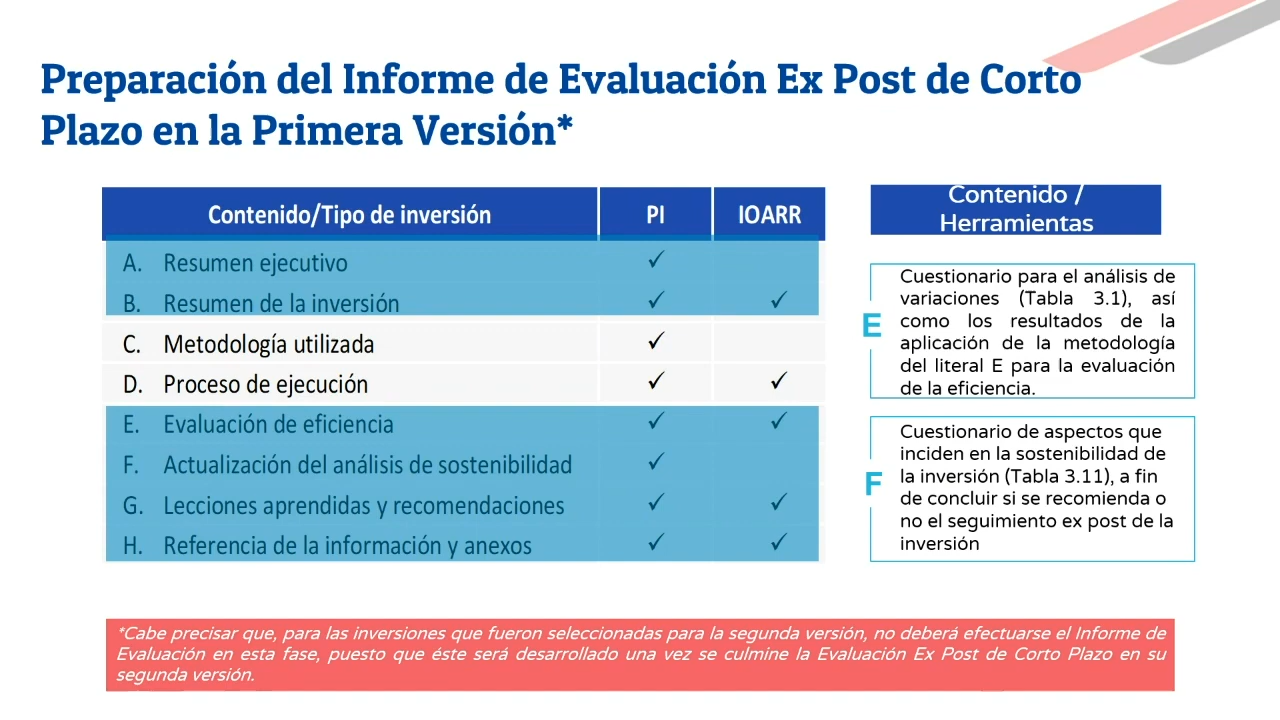 Preparación del Informe de Evaluación Ex Post de Corto
Plazo en la Primera Versión*
Contenido/Tipo de inversión PI IOARR
A. Resumen ejecutivo ✓
B. Resumen de la inversión ✓ ✓
C. Metodología utilizada ✓
D. Proceso de ejecución ✓ ✓
E. Evaluación de eficiencia ✓ ✓
F. Actualización del análisis de sostenibilidad ✓
G. Lecciones aprendidas y recomendaciones ✓ ✓
H. Referencia de la información y anexos ✓ ✓
Contenido /
Herramientas
E
Cuestionario para el análisis de
variaciones (Tabla 3.1), así
como los resultados de la
aplicación de la metodología
del literal E para la evaluación
de la eficiencia.
F
Cuestionario de aspectos que
inciden en la sostenibilidad de
la inversión (Tabla 3.11), a fin
de concluir si se recomienda o
no el seguimiento ex post de la
inversión
*Cabe precisar que, para las inversiones que fueron seleccionadas para la segunda versión, no deberá efectuarse el Informe de
Evaluación en esta fase, puesto que éste será desarrollado una vez se culmine la Evaluación Ex Post de Corto Plazo en su
segunda versión.